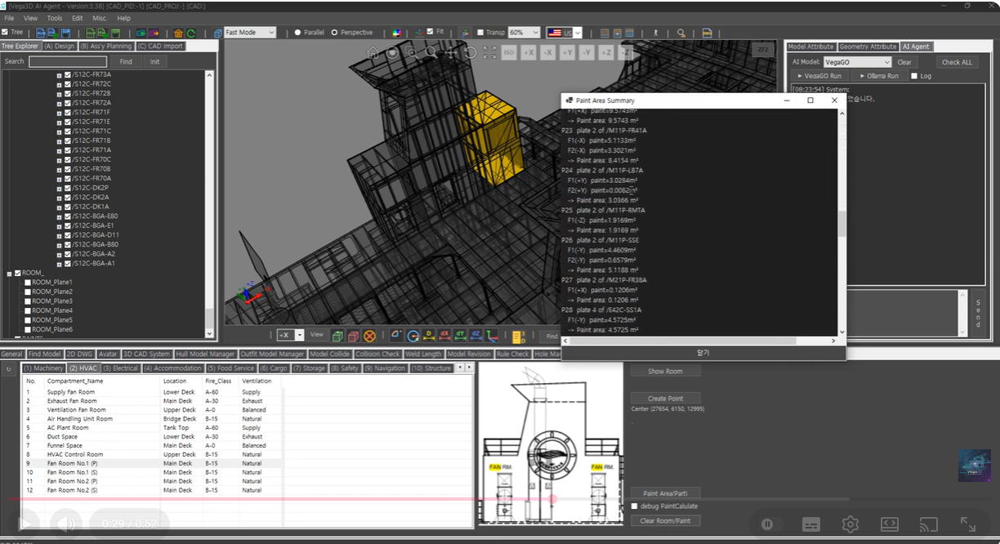 [Vega3D AI Agent - Version:3.38] [CAD_PID:-1] [CAD_PROJ:-] [CAD:]
File View Tools Edit Misc. Help
Tree Fast Mode Parallel Perspective Fit Transp 60% US
Tree Explorer (A) Design (B) Ass'y Planning (C) CAD Import
Search Find Init
/S12C-FR73A
/S12C-FR72C
/S12C-FR72B
/S12C-FR72A
/S12C-FR71F
/S12C-FR71E
/S12C-FR71C
/S12C-FR71B
/S12C-FR71A
/S12C-FR70C
/S12C-FR70B
/S12C-FR70A
/S12C-DK2P
/S12C-DK2A
/S12C-DK1A
/S12C-BGA-E80
/S12C-BGA-E1
/S12C-BGA-D11
/S12C-BGA-B80
/S12C-BGA-A2
/S12C-BGA-A1
ROOM_
ROOM_Plane1
ROOM_Plane2
ROOM_Plane3
ROOM_Plane4
ROOM_Plane5
ROOM_Plane6
ISO +X -X +Y -Y +Z -Z
+X View Find
Model Attribute Geometry Attribute AI Agent
AI Model: VegaGO Clear Check ALL
VegaGO Run Ollama Run Log
[08:23:54] System:
었습니다.
Send
Paint Area Summary
F1(+X) paint=9.5743m²
-> Paint area: 9.5743 m²
P23 plate 2 of /M11P-FR41A
F1(-X) paint=5.1133m²
F2(-X) paint=3.3021m²
-> Paint area: 8.4154 m²
P24 plate 2 of /M11P-LB7A
F1(+Y) paint=3.0284m²
F2(+Y) paint=0.0082m²
-> Paint area: 3.0366 m²
P25 plate 2 of /M11P-RMTA
F1(-Z) paint=1.9169m²
-> Paint area: 1.9169 m²
P26 plate 2 of /M11P-SSE
F1(-Y) paint=4.4609m²
F2(-Y) paint=0.6579m²
-> Paint area: 5.1188 m²
P27 plate 2 of /M21P-FR38A
F1(+X) paint=0.1206m²
-> Paint area: 0.1206 m²
P28 plate 4 of /E42C-SS1A
F1(-Y) paint=4.5725m²
-> Paint area: 4.5725 m²
닫기
General Find Model 2D DWG Avatar 3D CAD System Hull Model Manager Outfit Model Manager Model Collide Collision Check Weld Length Model Revision Rule Check
(1) Machinery (2) HVAC (3) Electrical (4) Accommodation (5) Food Service (6) Cargo (7) Storage (8) Safety (9) Navigation (10) Structure
No. Compartment_Name Location Fire_Class Ventilation
1 Supply Fan Room Lower Deck A-60 Supply
2 Exhaust Fan Room Main Deck A-30 Exhaust
3 Ventilation Fan Room Upper Deck A-0 Balanced
4 Air Handling Unit Room Bridge Deck B-15 Natural
5 AC Plant Room Tank Top A-60 Supply
6 Duct Space Lower Deck A-30 Exhaust
7 Funnel Space Main Deck A-0 Balanced
8 HVAC Control Room Upper Deck B-15 Natural
9 Fan Room No.1 (P) Main Deck B-15 Natural
10 Fan Room No.1 (S) Main Deck B-15 Natural
11 Fan Room No.2 (P) Main Deck B-15 Natural
12 Fan Room No.2 (S) Main Deck B-15 Natural
FAN RM. FAN RM.
Show Room
Create Point
Center (27654, 6150, 12995)
Paint Area(Part)
debug PaintCalulate
Clear Room/Paint
0:29 / 0:52